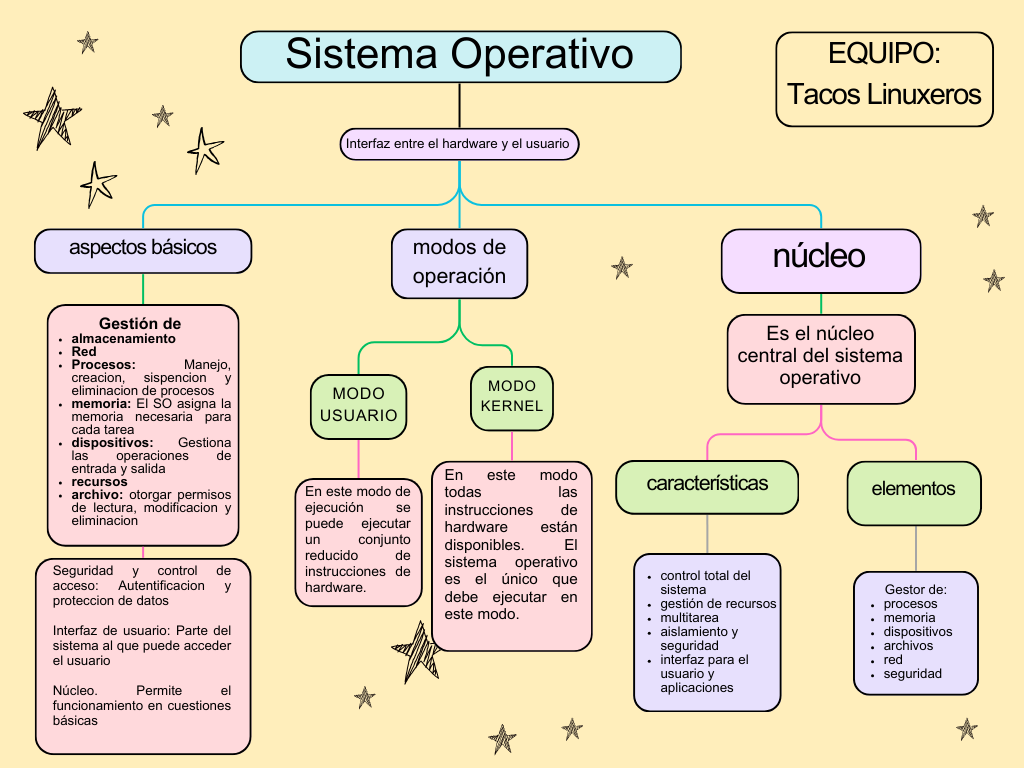 Sistema Operativo
EQUIPO:
Tacos Linuxeros
Interfaz entre el hardware y el usuario
aspectos básicos
modos de
operación
núcleo
Gestión de
• almacenamiento
• Red
• Procesos: Manejo,
creacion, sispencion y
eliminacion de procesos
• memoria: El SO asigna la
memoria necesaria para
cada tarea
• dispositivos: Gestiona
las operaciones de
entrada y salida
• recursos
• archivo: otorgar permisos
de lectura, modificacion y
eliminacion
Seguridad y control de
acceso: Autentificacion y
proteccion de datos
Interfaz de usuario: Parte del
sistema al que puede acceder
el usuario
Núcleo. Permite el
funcionamiento en cuestiones
básicas
MODO
USUARIO
En este modo de
ejecución se
puede ejecutar
un conjunto
reducido de
instrucciones de
hardware.
MODO
KERNEL
En este modo
todas las
instrucciones de
hardware están
disponibles. El
sistema operativo
es el único que
debe ejecutar en
este modo.
Es el núcleo
central del sistema
operativo
características
• control total del
sistema
• gestión de recursos
• multitarea
• aislamiento y
seguridad
• interfaz para el
usuario y
aplicaciones
elementos
Gestor de:
• procesos
• memoria
• dispositivos
• archivos
• red
• seguridad